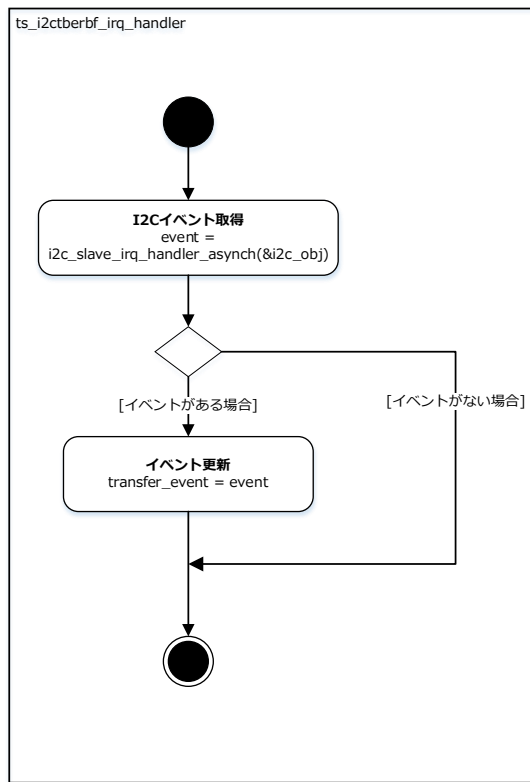 ts_i2ctberbf_irq_handler
I2Cイベント取得
event =
i2c_slave_irq_handler_asynch(&i2c_obj)
[イベントがある場合]
[イベントがない場合]
イベント更新
transfer_event = event